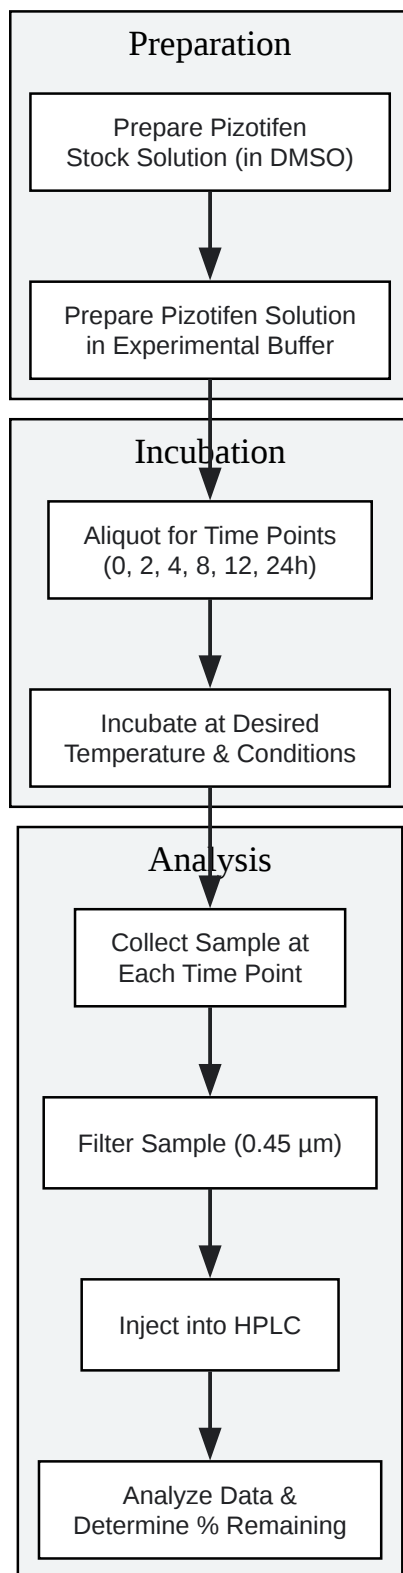 Preparation
Prepare Pizotifen
Stock Solution (in DMSO)
Prepare Pizotifen Solution
in Experimental Buffer
Incubation
Aliquot for Time Points
(0, 2, 4, 8, 12, 24h)
Incubate at Desired
Temperature & Conditions
Analysis
Collect Sample at
Each Time Point
Filter Sample (0.45 µm)
Inject into HPLC
Analyze Data &
Determine % Remaining